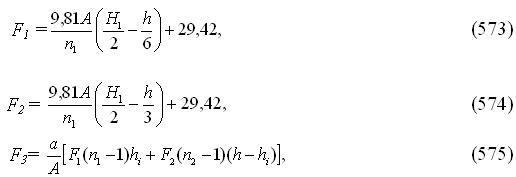 F₁ = 9,81A/n₁ (H₁/2 − h/6) + 29,42, (573)
F₂ = 9,81A/n₁ (H₁/2 − h/3) + 29,42, (574)
F₃= a/A [F₁(n₁−1)hᵢ + F₂(n₂−1)(h−hᵢ)], (575)